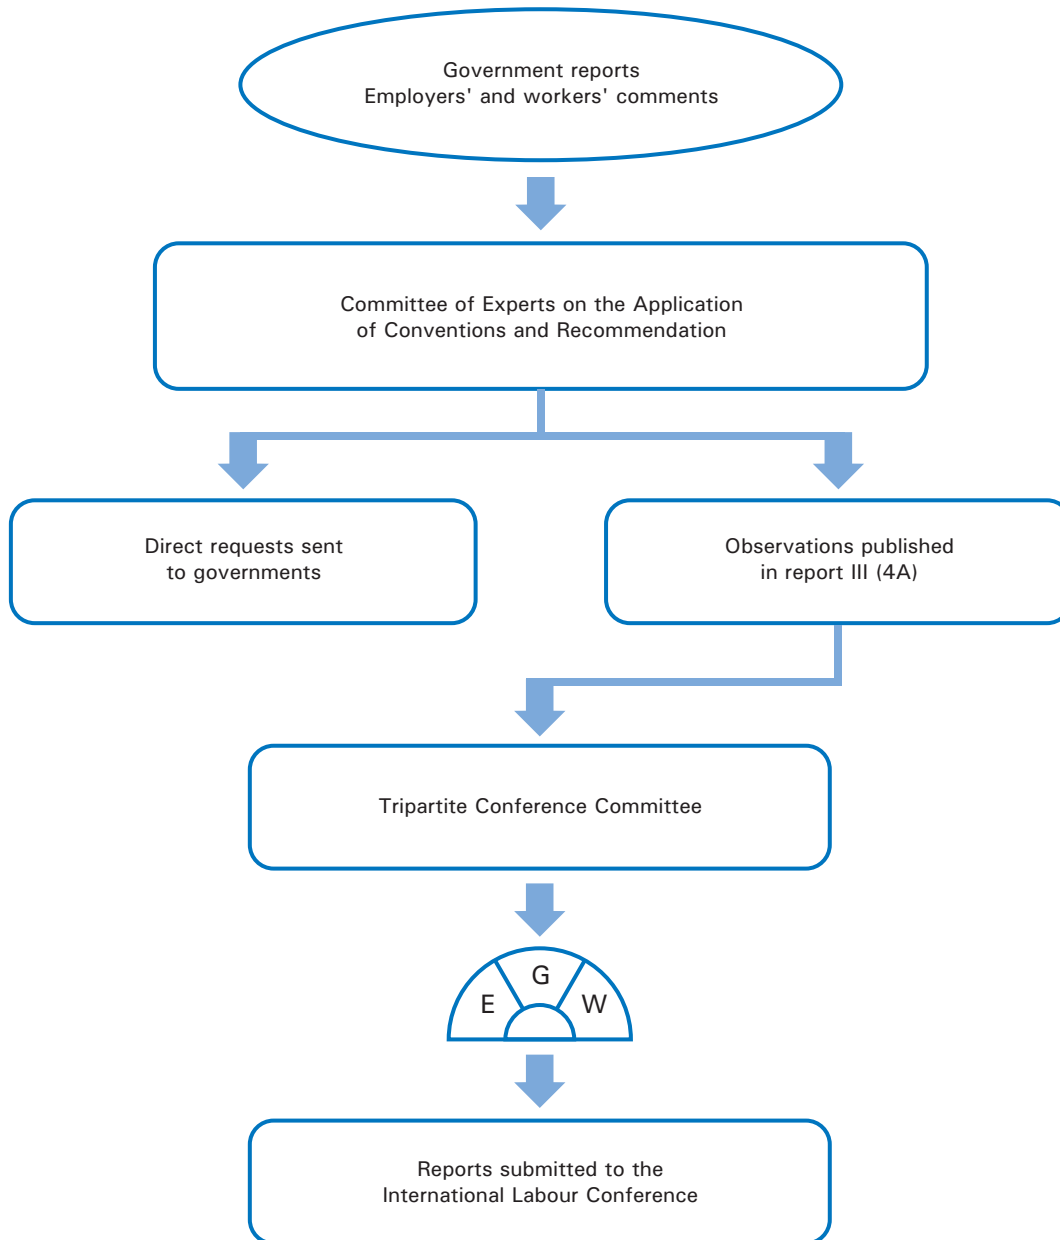 Government reports
Employers' and workers' comments
Committee of Experts on the Application
of Conventions and Recommendation
Direct requests sent
to governments
Observations published
in report III (4A)
Tripartite Conference Committee
E G W
Reports submitted to the
International Labour Conference